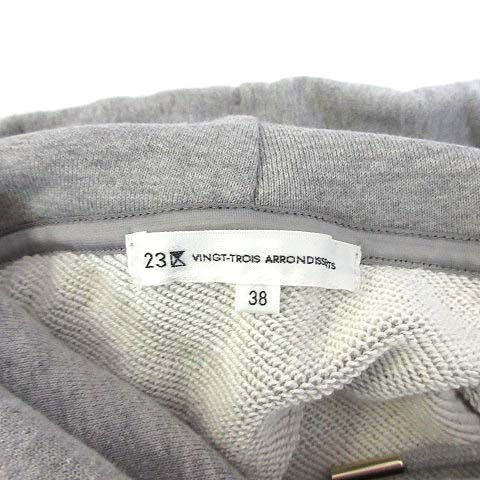 23区 VINGT-TROIS ARRONDISSEMENTS
38